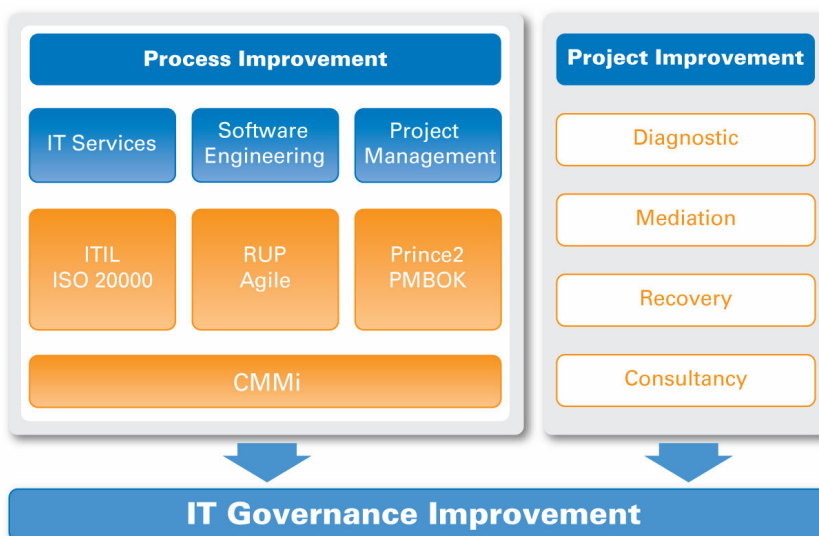 Process Improvement
IT Services
Software
Engineering
Project
Management
ITIL
ISO 20000
RUP
Agile
Prince2
PMBOK
CMMi
Project Improvement
Diagnostic
Mediation
Recovery
Consultancy
IT Governance Improvement